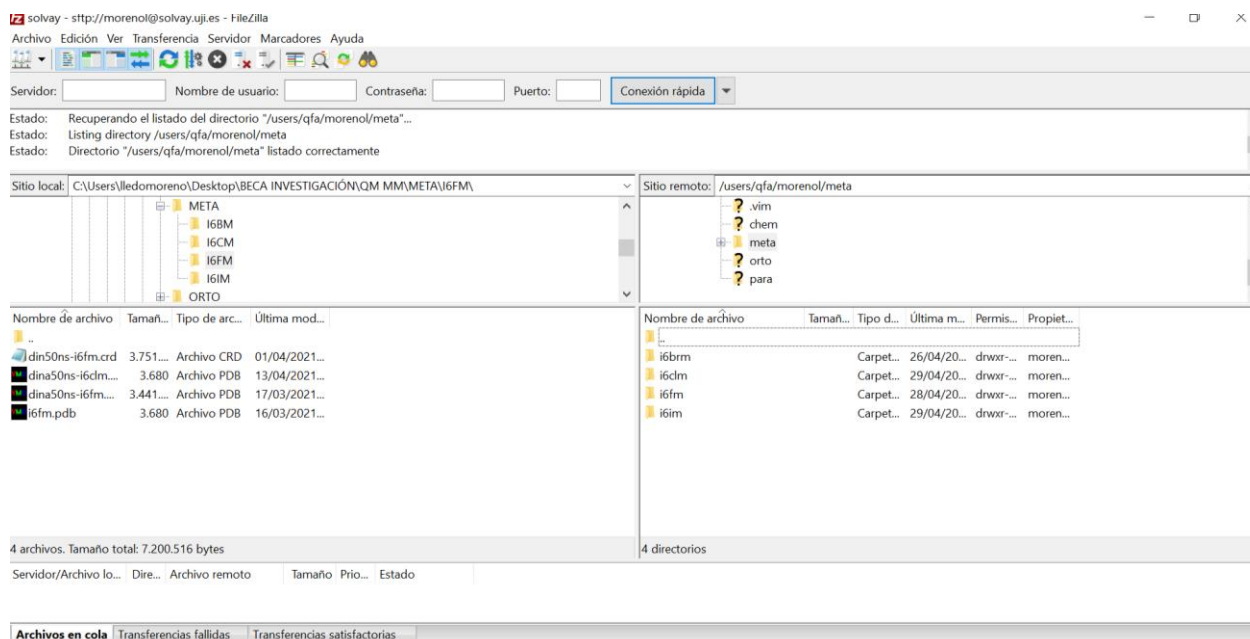 solvay - sftp://morenol@solvay.uji.es - FileZilla
Archivo Edición Ver Transferencia Servidor Marcadores Ayuda
Servidor: Nombre de usuario: Contraseña: Puerto: Conexión rápida
Estado: Recuperando el listado del directorio "/users/qfa/morenol/meta"...
Estado: Listing directory /users/qfa/morenol/meta
Estado: Directorio "/users/qfa/morenol/meta" listado correctamente
Sitio local: C:\Users\lledomoreno\Desktop\BECA INVESTIGACIÓN\QM MM\META\I6FM\
META
I6BM
I6CM
I6FM
I6IM
ORTO
Sitio remoto: /users/qfa/morenol/meta
.vim
chem
meta
orto
para
Nombre de archivo Tamañ... Tipo de arc... Última mod...
..
din50ns-i6fm.crd 3.751.... Archivo CRD 01/04/2021...
dina50ns-i6clm.... 3.680 Archivo PDB 13/04/2021...
dina50ns-i6fm.... 3.441.... Archivo PDB 17/03/2021...
i6fm.pdb 3.680 Archivo PDB 16/03/2021...
4 archivos. Tamaño total: 7.200.516 bytes
Nombre de archivo Tamañ... Tipo d... Última m... Permis... Propiet...
..
i6brm Carpet... 26/04/20... drwxr-... moren...
i6clm Carpet... 29/04/20... drwxr-... moren...
i6fm Carpet... 28/04/20... drwxr-... moren...
i6im Carpet... 29/04/20... drwxr-... moren...
4 directorios
Servidor/Archivo lo... Dire... Archivo remoto Tamaño Prio... Estado
Archivos en cola Transferencias fallidas Transferencias satisfactorias